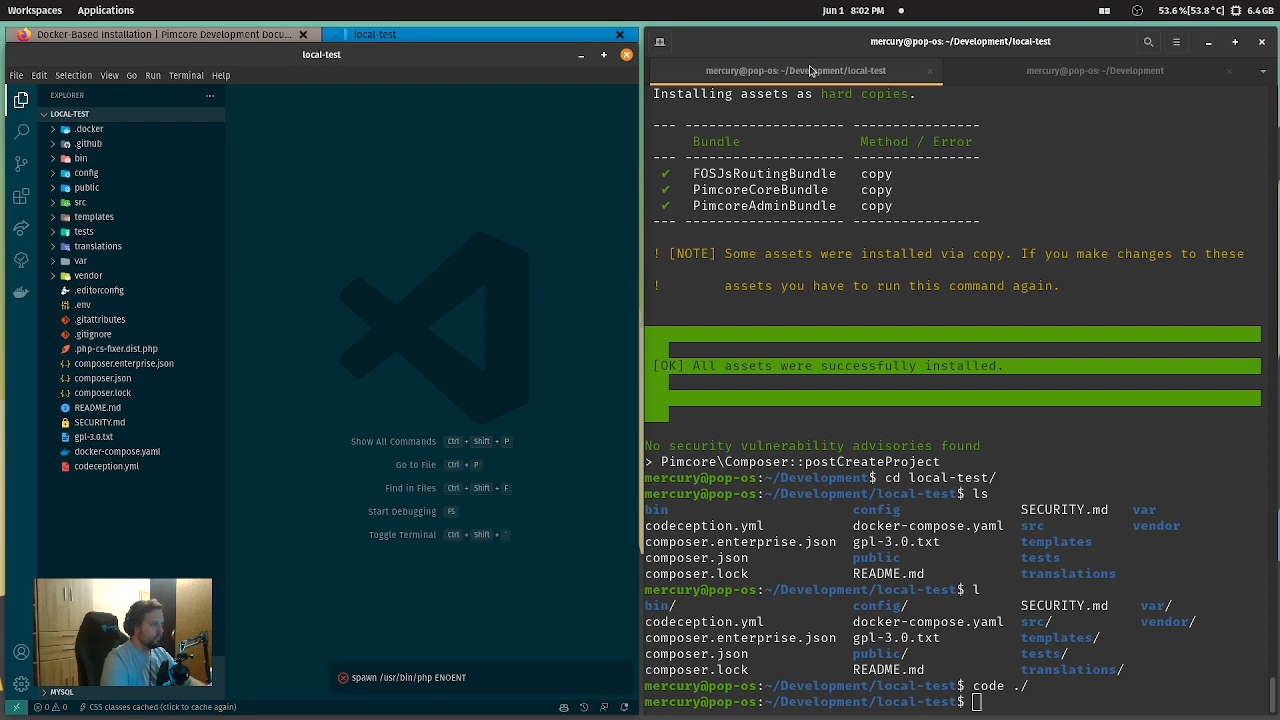 Workspaces
Applications
Jun 1 8:02 PM
53.6%[53.8°C]
6.4GB
Docker-Based Installation | Pimcore Development Docu…
local-test
local-test
File Edit Selection View Go Run Terminal Help
EXPLORER
LOCAL-TEST
.docker
.github
bin
config
public
src
templates
tests
translations
var
vendor
.editorconfig
.env
.gitattributes
.gitignore
.php-cs-fixer.dist.php
composer.enterprise.json
composer.json
composer.lock
README.md
SECURITY.md
gpl-3.0.txt
docker-compose.yaml
codeception.yml
MYSQL
Show All Commands Ctrl + Shift + P
Go to File Ctrl + P
Find in Files Ctrl + Shift + F
Start Debugging F5
Toggle Terminal Ctrl + Shift + `
spawn /usr/bin/php ENOENT
0 0 CSS classes cached (click to cache again)
mercury@pop-os: ~/Development/local-test
mercury@pop-os: ~/Development/local-test
mercury@pop-os: ~/Development
Installing assets as hard copies.
--- -------------------- ----------------
Bundle Method / Error
--- -------------------- ----------------
✔ FOSJsRoutingBundle copy
✔ PimcoreCoreBundle copy
✔ PimcoreAdminBundle copy
--- -------------------- ----------------
! [NOTE] Some assets were installed via copy. If you make changes to these
! assets you have to run this command again.
[OK] All assets were successfully installed.
No security vulnerability advisories found
> Pimcore\Composer::postCreateProject
mercury@pop-os:~/Development$ cd local-test/
mercury@pop-os:~/Development/local-test$ ls
bin config SECURITY.md var
codeception.yml docker-compose.yaml src vendor
composer.enterprise.json gpl-3.0.txt templates
composer.json public tests
composer.lock README.md translations
mercury@pop-os:~/Development/local-test$ l
bin/ config/ SECURITY.md var/
codeception.yml docker-compose.yaml src/ vendor/
composer.enterprise.json gpl-3.0.txt templates/
composer.json public/ tests/
composer.lock README.md translations/
mercury@pop-os:~/Development/local-test$ code ./
mercury@pop-os:~/Development/local-test$